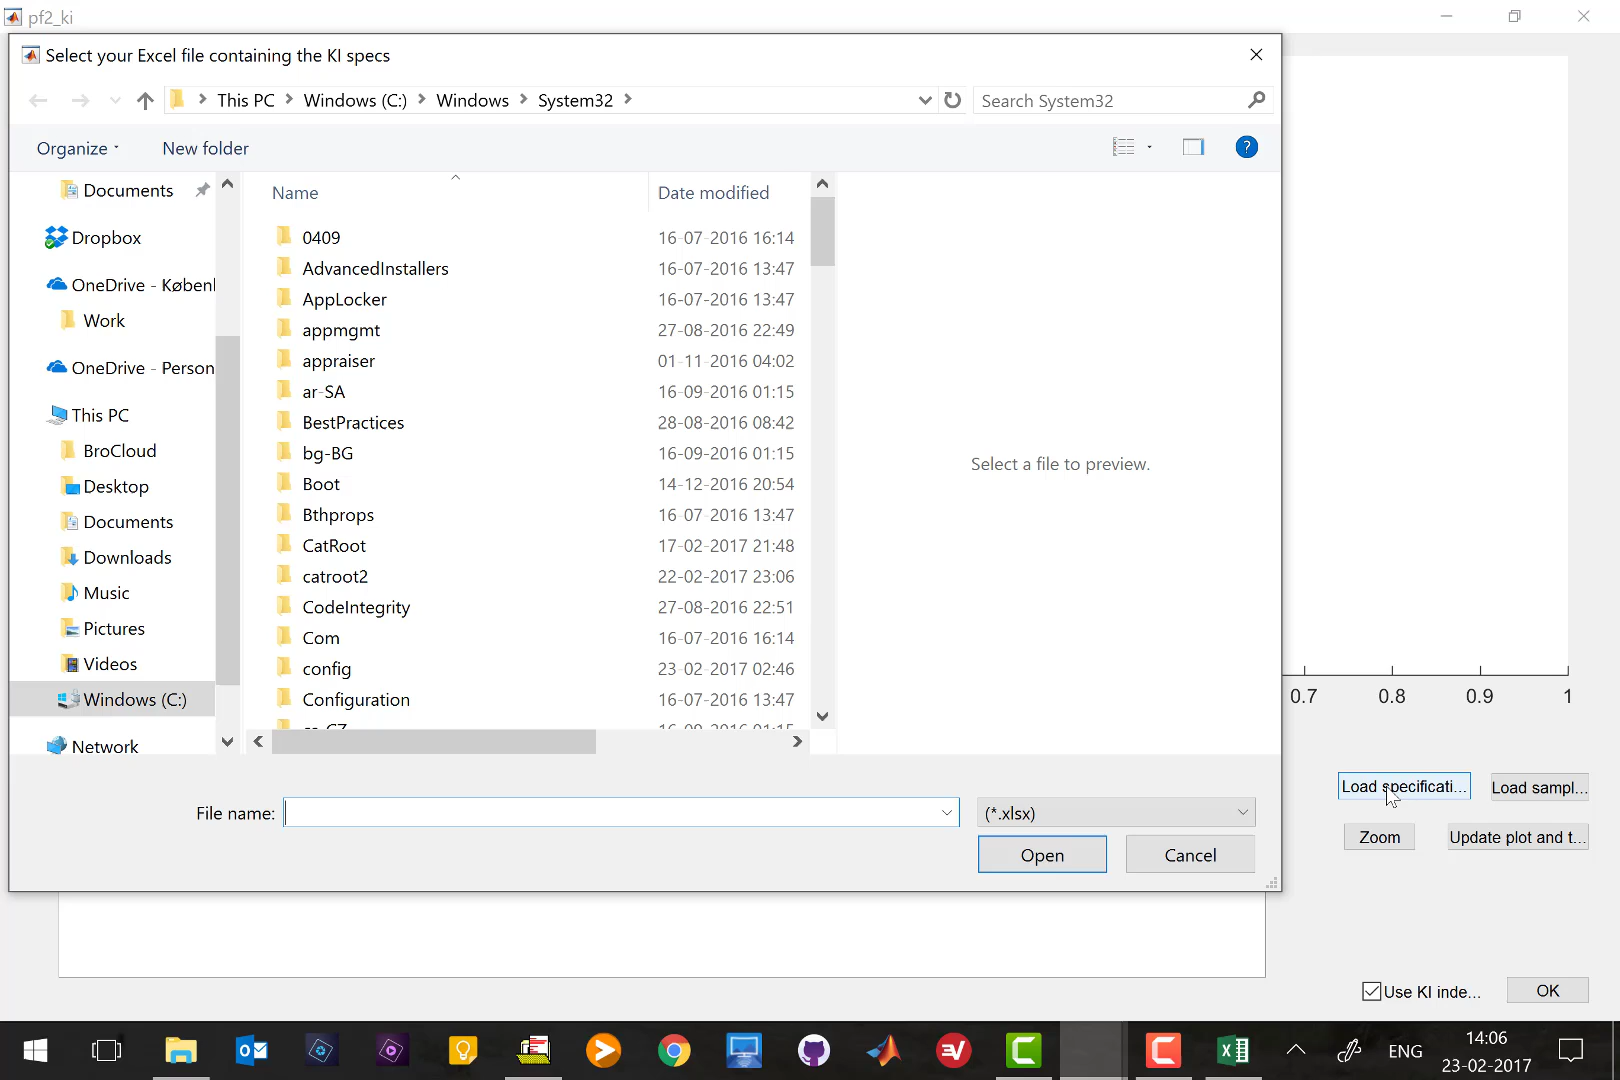 pf2_ki
Select your Excel file containing the KI specs
This PC Windows (C:) Windows System32
Search System32
Organize New folder
?
Documents
Dropbox
OneDrive - Københ
Work
OneDrive - Person
This PC
BroCloud
Desktop
Documents
Downloads
Music
Pictures
Videos
Windows (C:)
Network
Name Date modified
0409 16-07-2016 16:14
AdvancedInstallers 16-07-2016 13:47
AppLocker 16-07-2016 13:47
appmgmt 27-08-2016 22:49
appraiser 01-11-2016 04:02
ar-SA 16-09-2016 01:15
BestPractices 28-08-2016 08:42
bg-BG 16-09-2016 01:15
Boot 14-12-2016 20:54
Bthprops 16-07-2016 13:47
CatRoot 17-02-2017 21:48
catroot2 22-02-2017 23:06
CodeIntegrity 27-08-2016 22:51
Com 16-07-2016 16:14
config 23-02-2017 02:46
Configuration 16-07-2016 13:47
cs-CZ 16-09-2016 01:15
Select a file to preview.
0.7 0.8 0.9 1
File name:
(*.xlsx)
Open Cancel
Load specificati... Load sampl...
Zoom Update plot and t...
Use KI inde... OK
ENG
14:06
23-02-2017